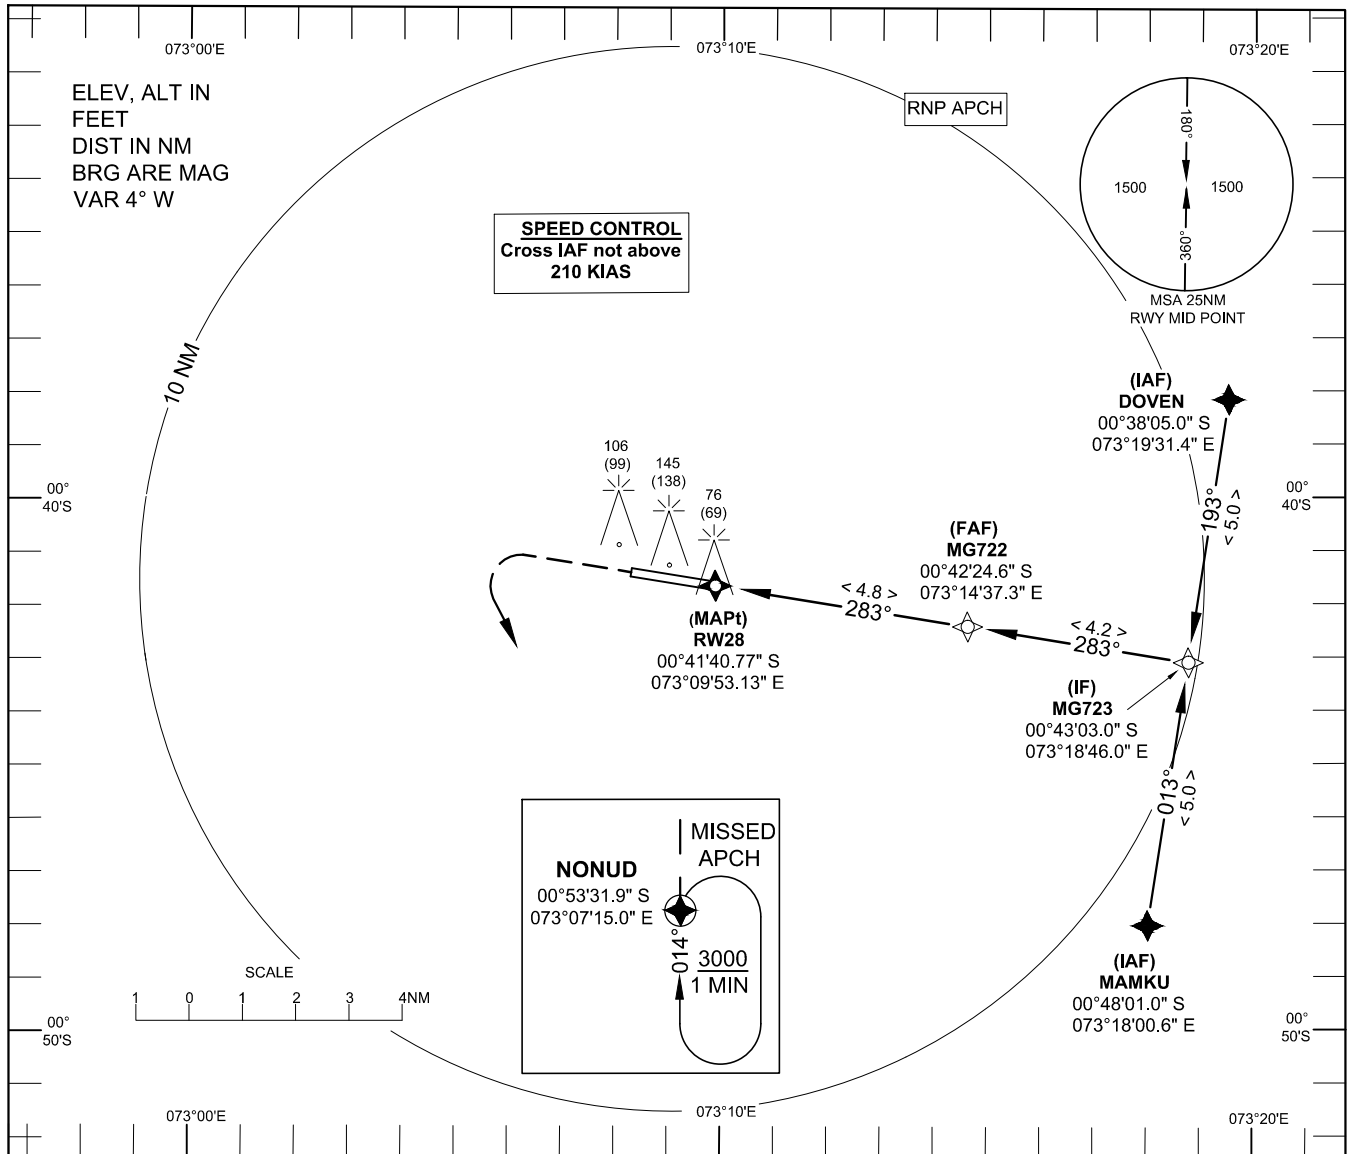 073°00'E
073°10'E
073°20'E
ELEV, ALT IN
FEET
DIST IN NM
BRG ARE MAG
VAR 4° W
RNP APCH
180°
1500
1500
360°
MSA 25NM
RWY MID POINT
SPEED CONTROL
Cross IAF not above
210 KIAS
10 NM
(IAF)
DOVEN
00°38'05.0" S
073°19'31.4" E
106
(99)
145
(138)
76
(69)
00°
40'S
00°
40'S
193°
< 5.0 >
(FAF)
MG722
00°42'24.6" S
073°14'37.3" E
< 4.8 >
283°
< 4.2 >
283°
(MAPt)
RW28
00°41'40.77" S
073°09'53.13" E
(IF)
MG723
00°43'03.0" S
073°18'46.0" E
013°
< 5.0 >
MISSED
APCH
NONUD
00°53'31.9" S
073°07'15.0" E
014°
3000
1 MIN
(IAF)
MAMKU
00°48'01.0" S
073°18'00.6" E
SCALE
1 0 1 2 3 4NM
00°
50'S
00°
50'S
073°00'E
073°10'E
073°20'E